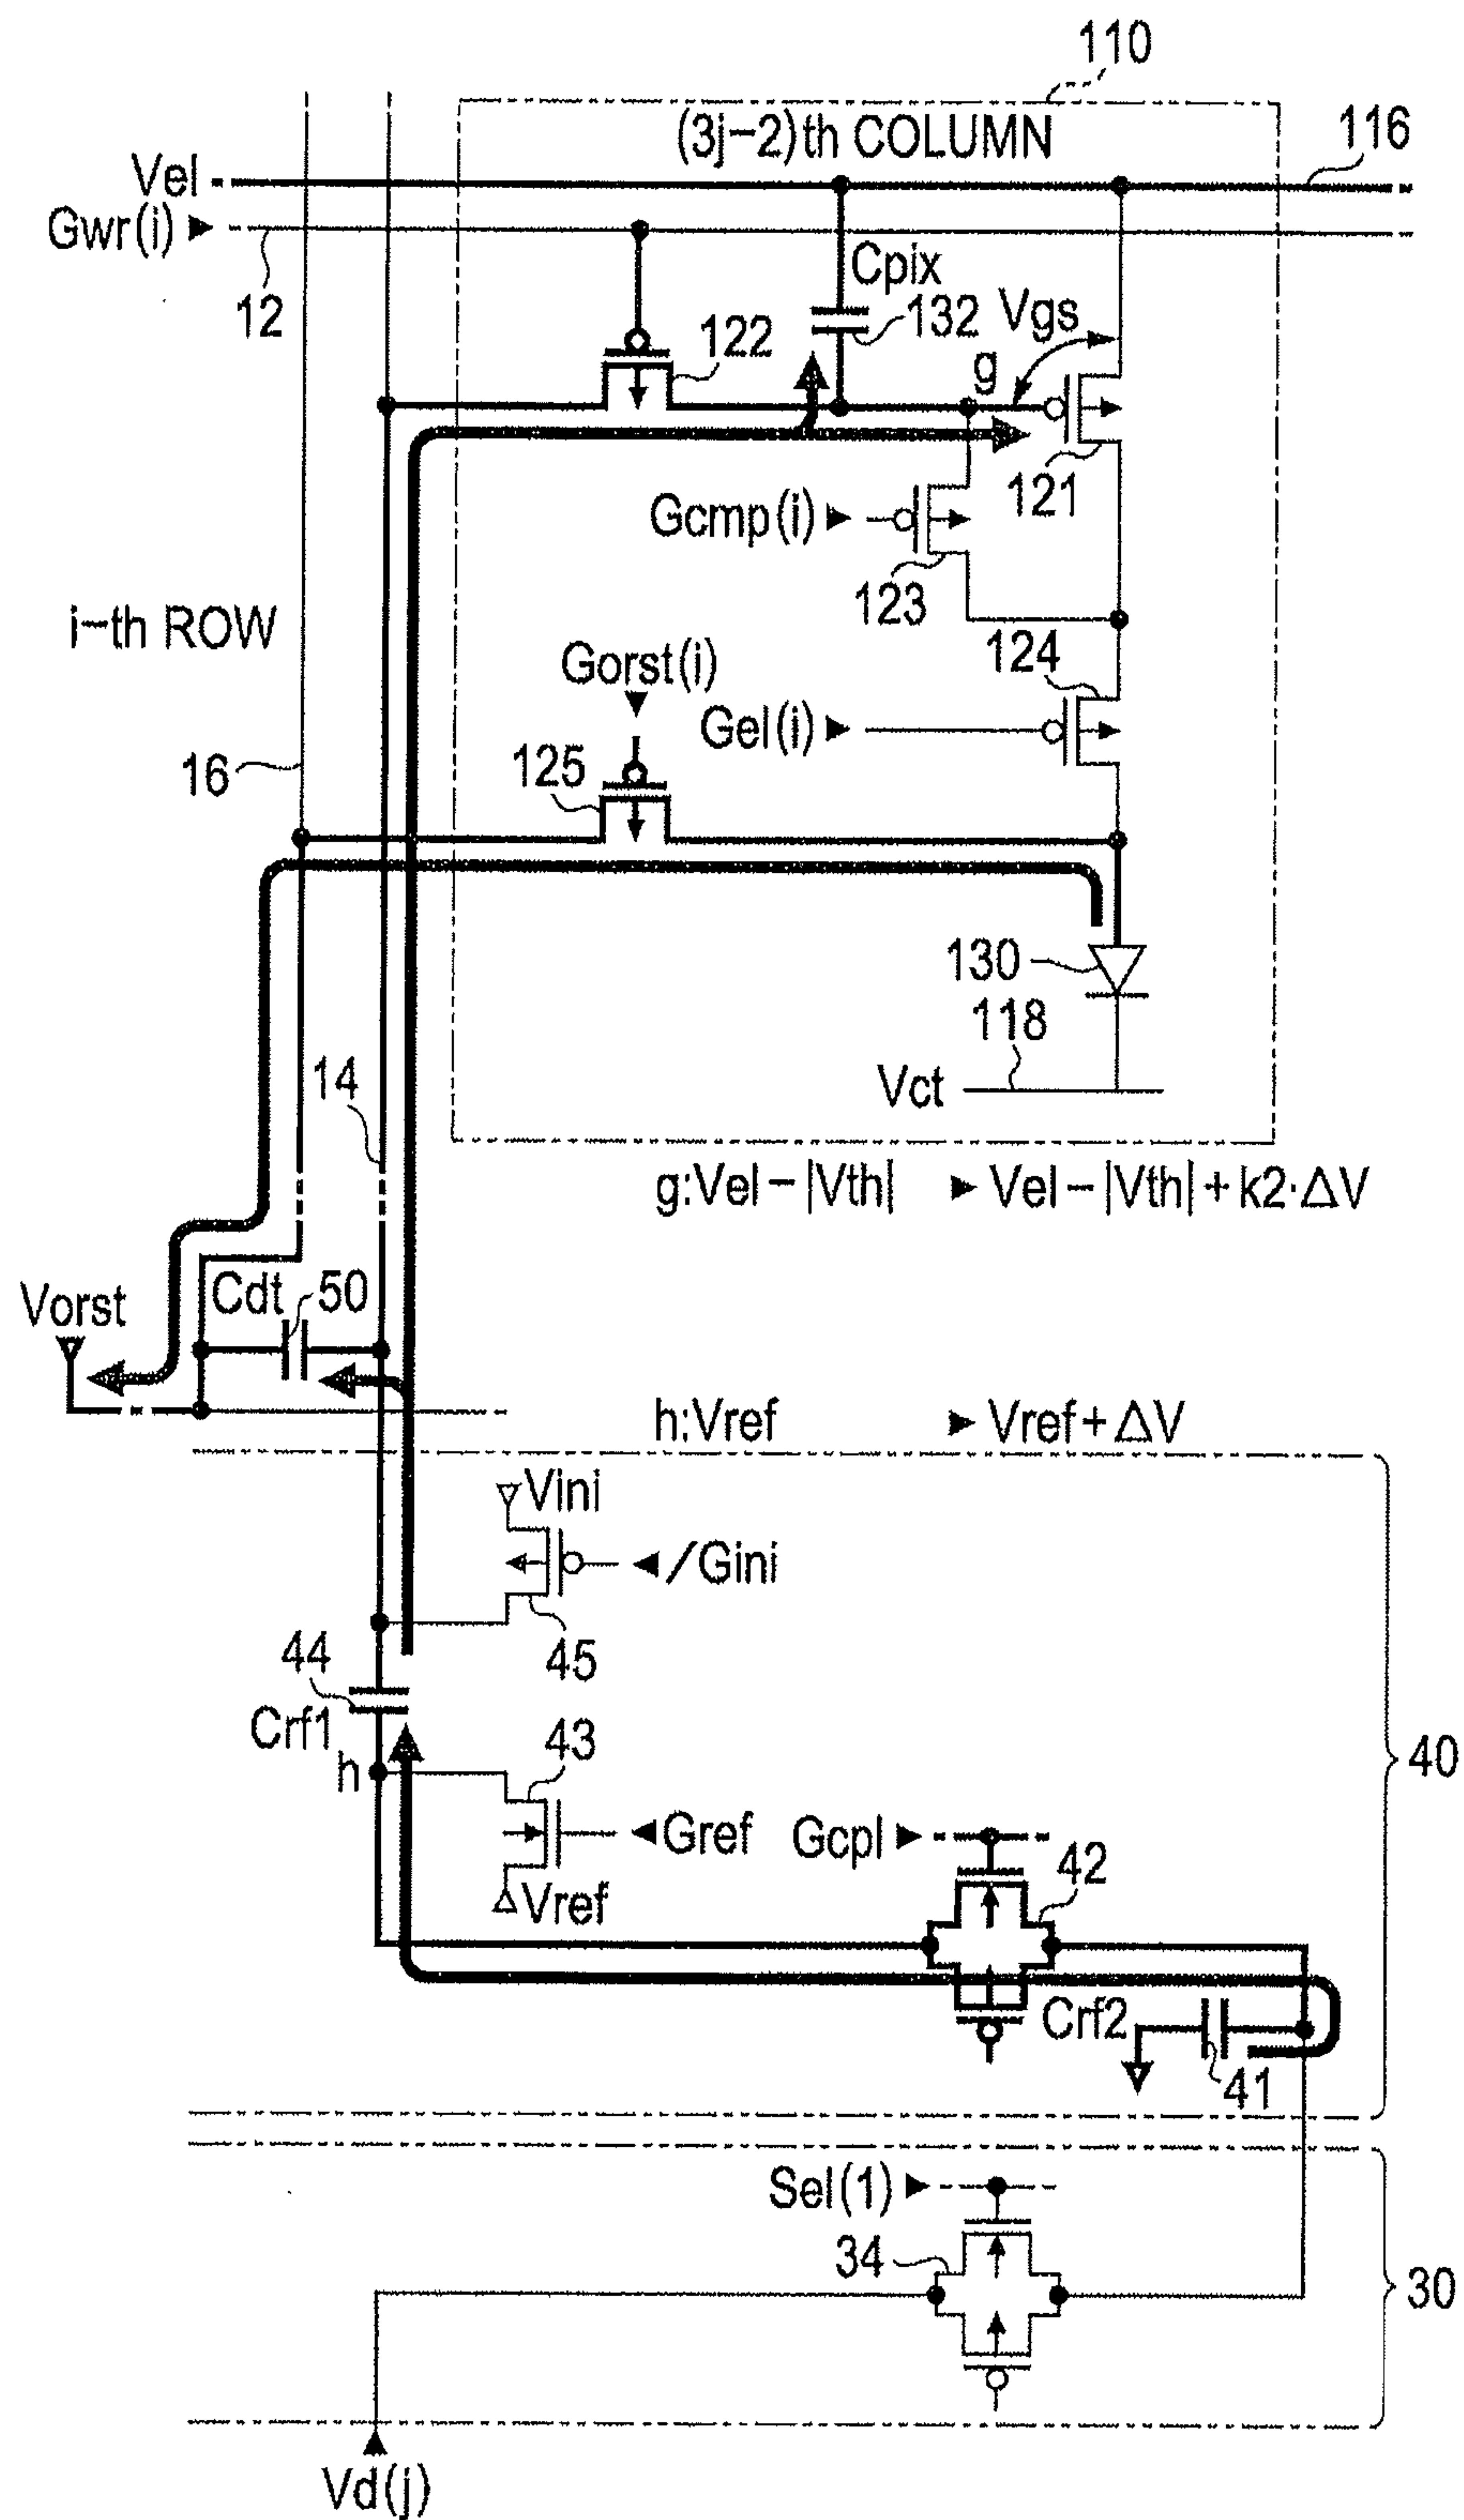 110
(3j-2)th COLUMN
116
Vel
Gwr(i)
12
Cpix
132
Vgs
122
g
121
Gcmp(i)
123
i-th ROW
124
Gorst(i)
Gel(i)
125
16
130
118
14
Vct
g:Vel-|Vth| ► Vel-|Vth|+k2·ΔV
Cdt
50
Vorst
h:Vref ► Vref+ΔV
Vini
/Gini
45
44
Crf1
43
h
40
Gref
Gcpl
42
Vref
Crf2
41
Sel(1)
34
30
Vd(j)